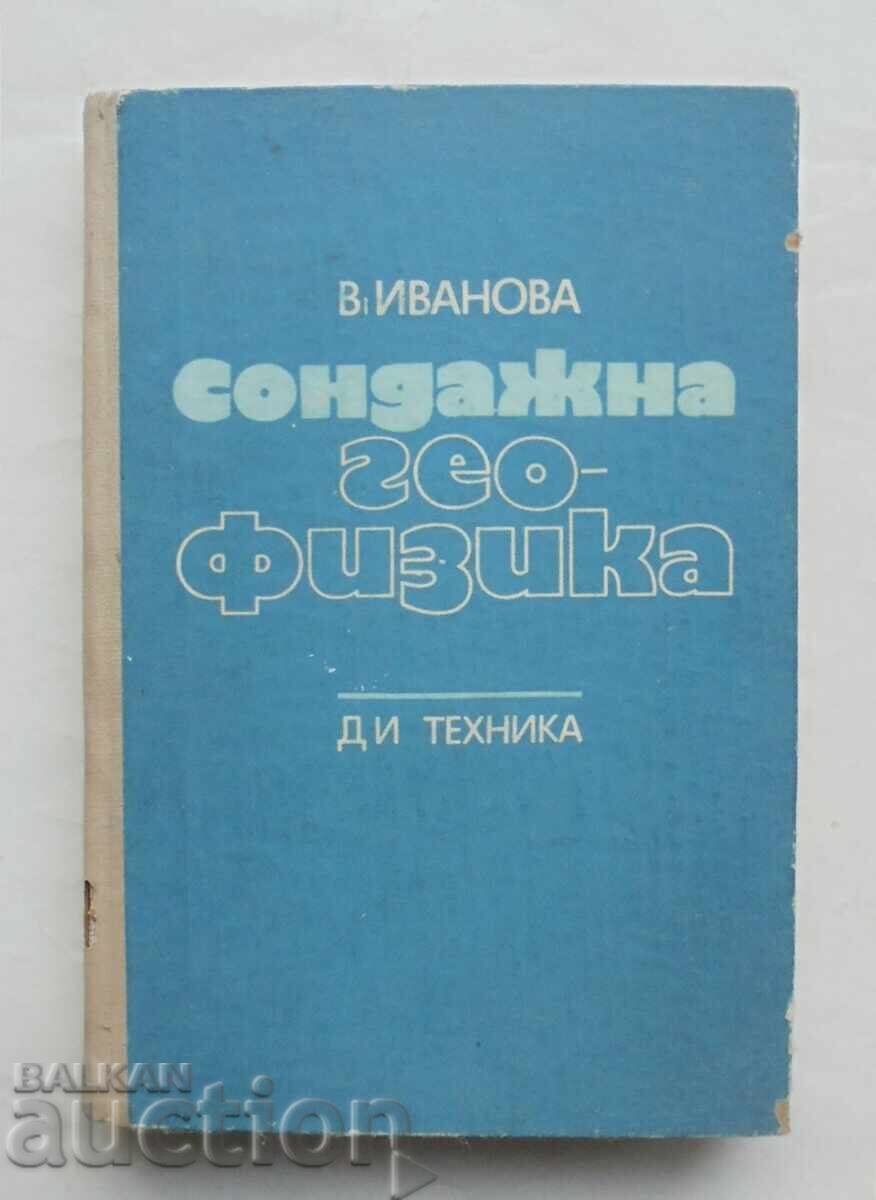 В. ИВАНОВА
сондажна
гео-
физика
ДИ ТЕХНИКА
BALKAN
auction